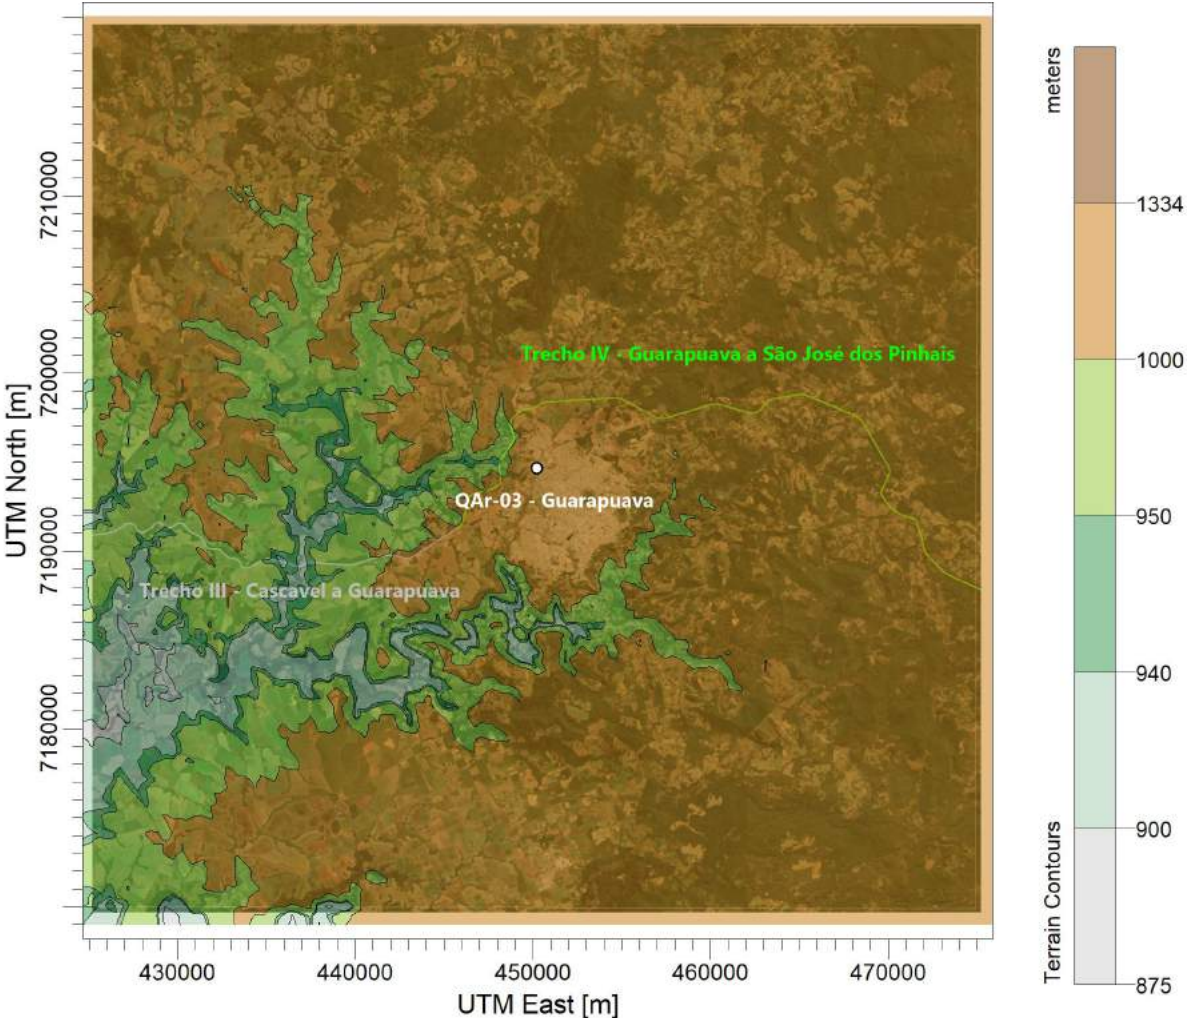 meters
1334
1000
950
940
900
875
Terrain Contours
UTM North [m]
7210000
7200000
7190000
7180000
Trecho IV - Guarapuava a São José dos Pinhais
QAr-03 - Guarapuava
Trecho III - Cascavel a Guarapuava
430000
440000
450000
460000
470000
UTM East [m]